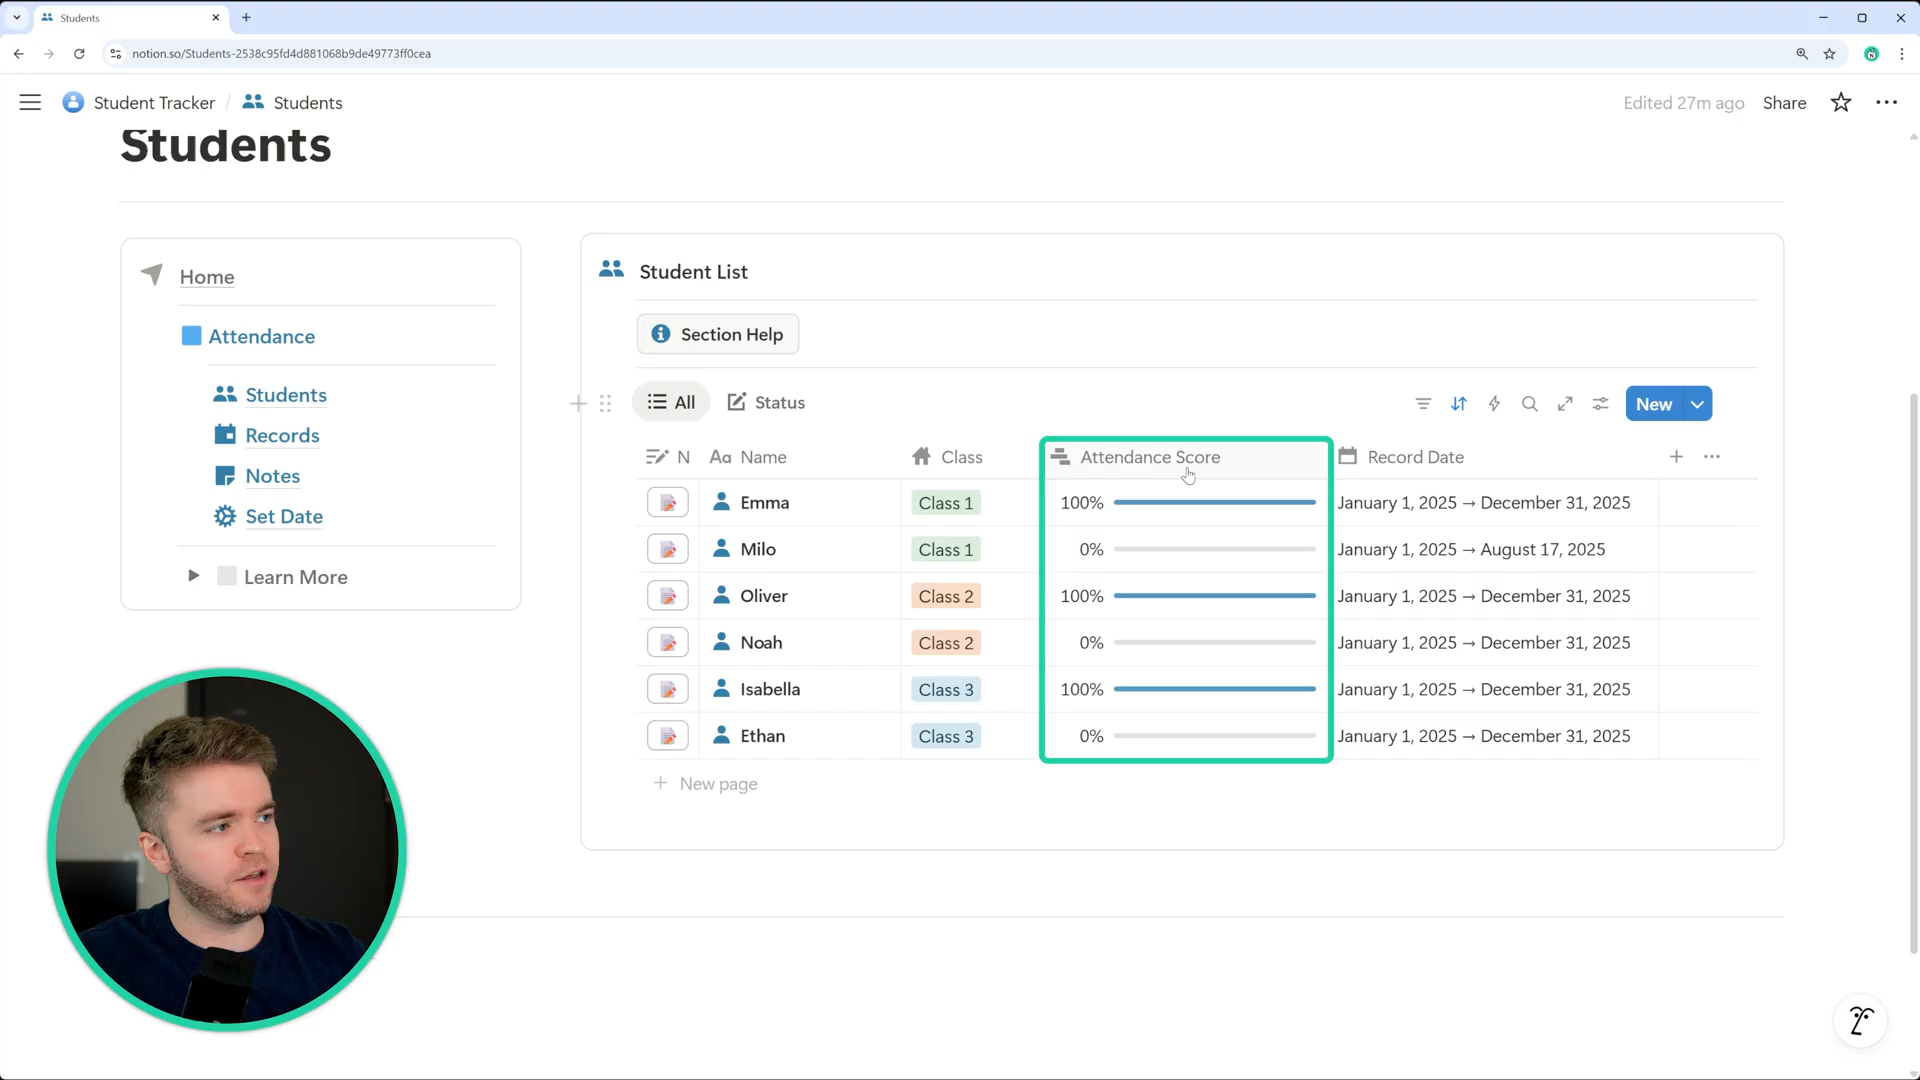 Students
notion.so/Students-2538c95fd4d881068b9de49773ff0cea
Student Tracker / Students
Edited 27m ago Share
Students
Home
Attendance
Students
Records
Notes
Set Date
Learn More
Student List
Section Help
All Status
New
N Aa Name Class Attendance Score Record Date
Emma Class 1 100% January 1, 2025 → December 31, 2025
Milo Class 1 0% January 1, 2025 → August 17, 2025
Oliver Class 2 100% January 1, 2025 → December 31, 2025
Noah Class 2 0% January 1, 2025 → December 31, 2025
Isabella Class 3 100% January 1, 2025 → December 31, 2025
Ethan Class 3 0% January 1, 2025 → December 31, 2025
New page